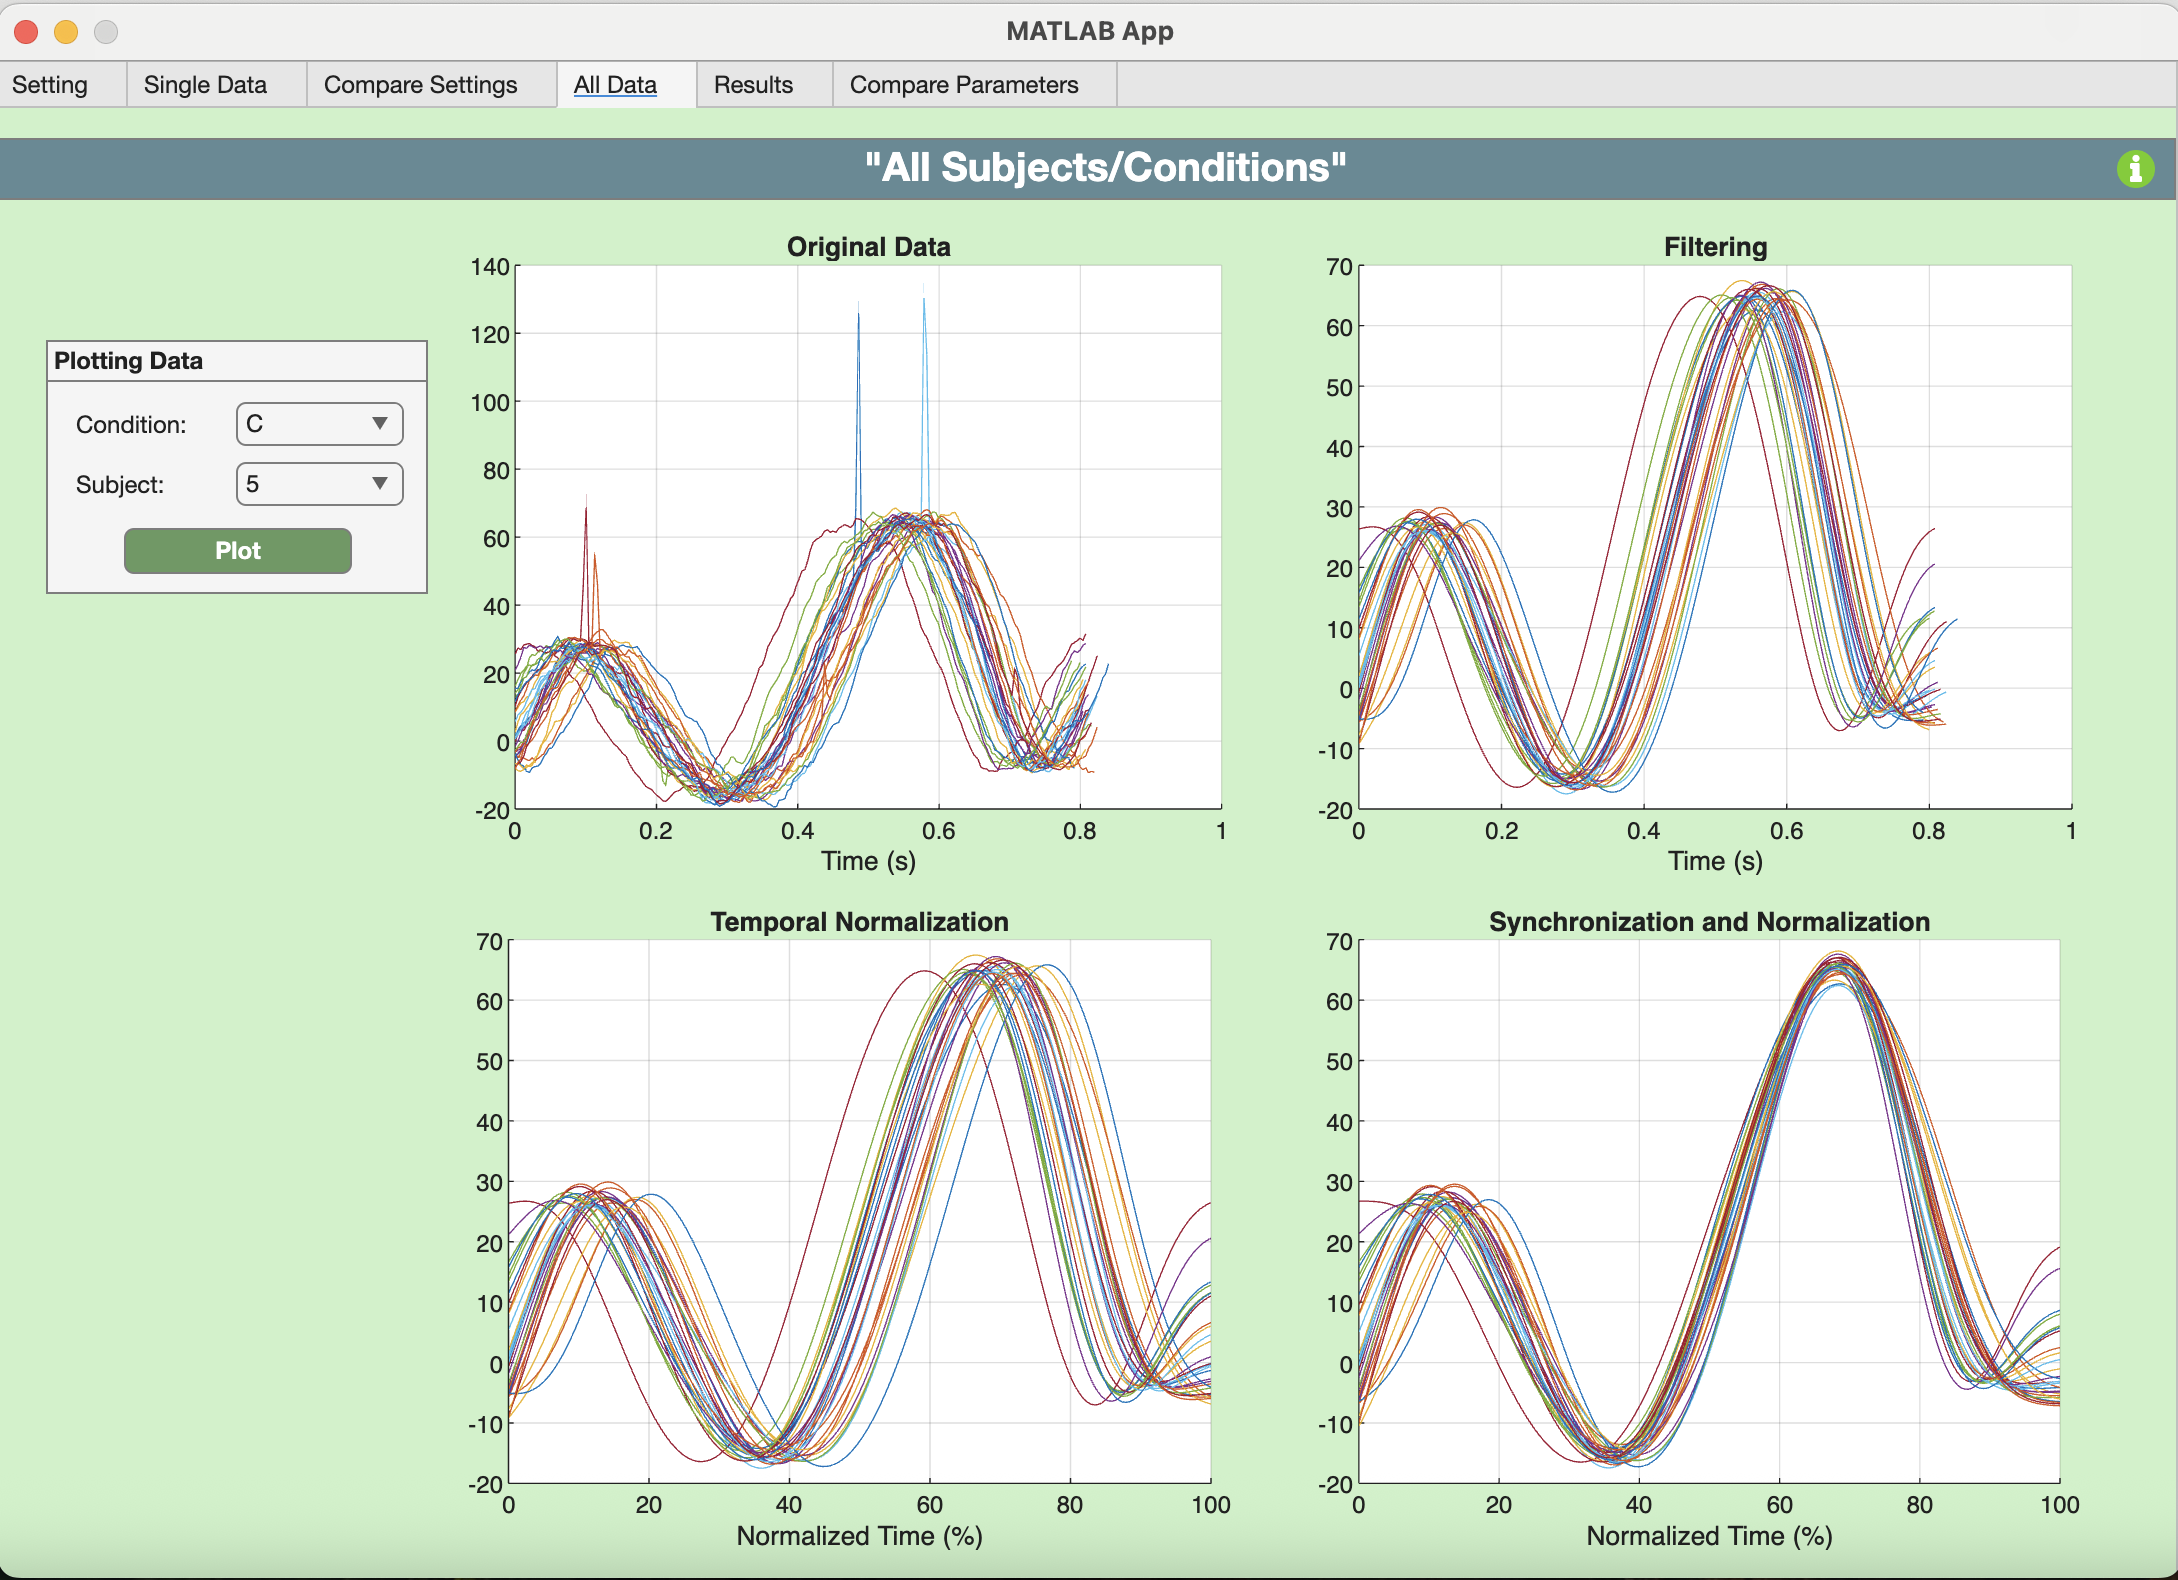 MATLAB App
Setting
Single Data
Compare Settings
All Data
Results
Compare Parameters
"All Subjects/Conditions"
Plotting Data
Condition:
C
Subject:
5
Plot
Original Data
140
120
100
80
60
40
20
0
-20
0 0.2 0.4 0.6 0.8 1
Time (s)
Filtering
70
60
50
40
30
20
10
0
-10
-20
0 0.2 0.4 0.6 0.8 1
Time (s)
Temporal Normalization
70
60
50
40
30
20
10
0
-10
-20
0 20 40 60 80 100
Normalized Time (%)
Synchronization and Normalization
70
60
50
40
30
20
10
0
-10
-20
0 20 40 60 80 100
Normalized Time (%)